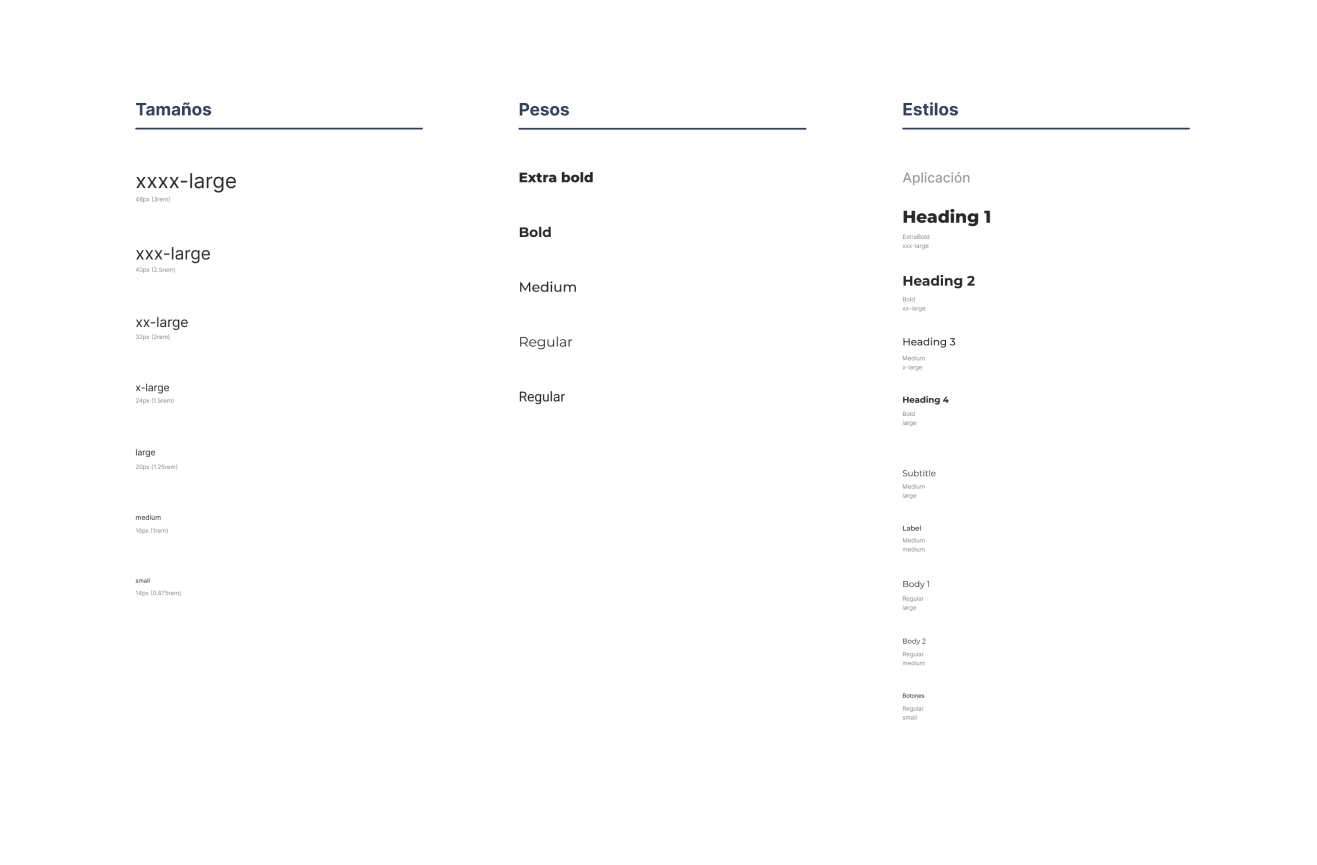 Tamaños
xxxx-large
48px (3rem)
xxx-large
40px (2.5rem)
xx-large
32px (2rem)
x-large
24px (1.5rem)
large
20px (1.25rem)
medium
16px (1rem)
small
14px (0.875rem)
Pesos
Extra bold
Bold
Medium
Regular
Regular
Estilos
Aplicación
Heading 1
ExtraBold
xxx-large
Heading 2
Bold
xx-large
Heading 3
Medium
x-large
Heading 4
Bold
large
Subtitle
Medium
large
Label
Medium
medium
Body 1
Regular
large
Body 2
Regular
medium
Botones
Regular
small